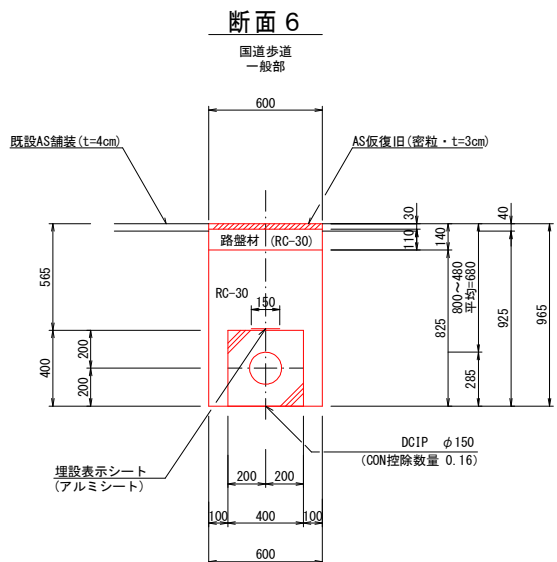 断面６
国道歩道
一般部
600
既設AS舗装(t=4cm)
AS仮復旧(密粒・t=3cm)
路盤材 (RC-30)
RC-30
150
565
400
200
200
30
110
140
825
800～480
平均=680
285
40
925
965
DCIP φ150
(CON控除数量 0.16)
埋設表示シート
(アルミシート)
200 200
100 400 100
600